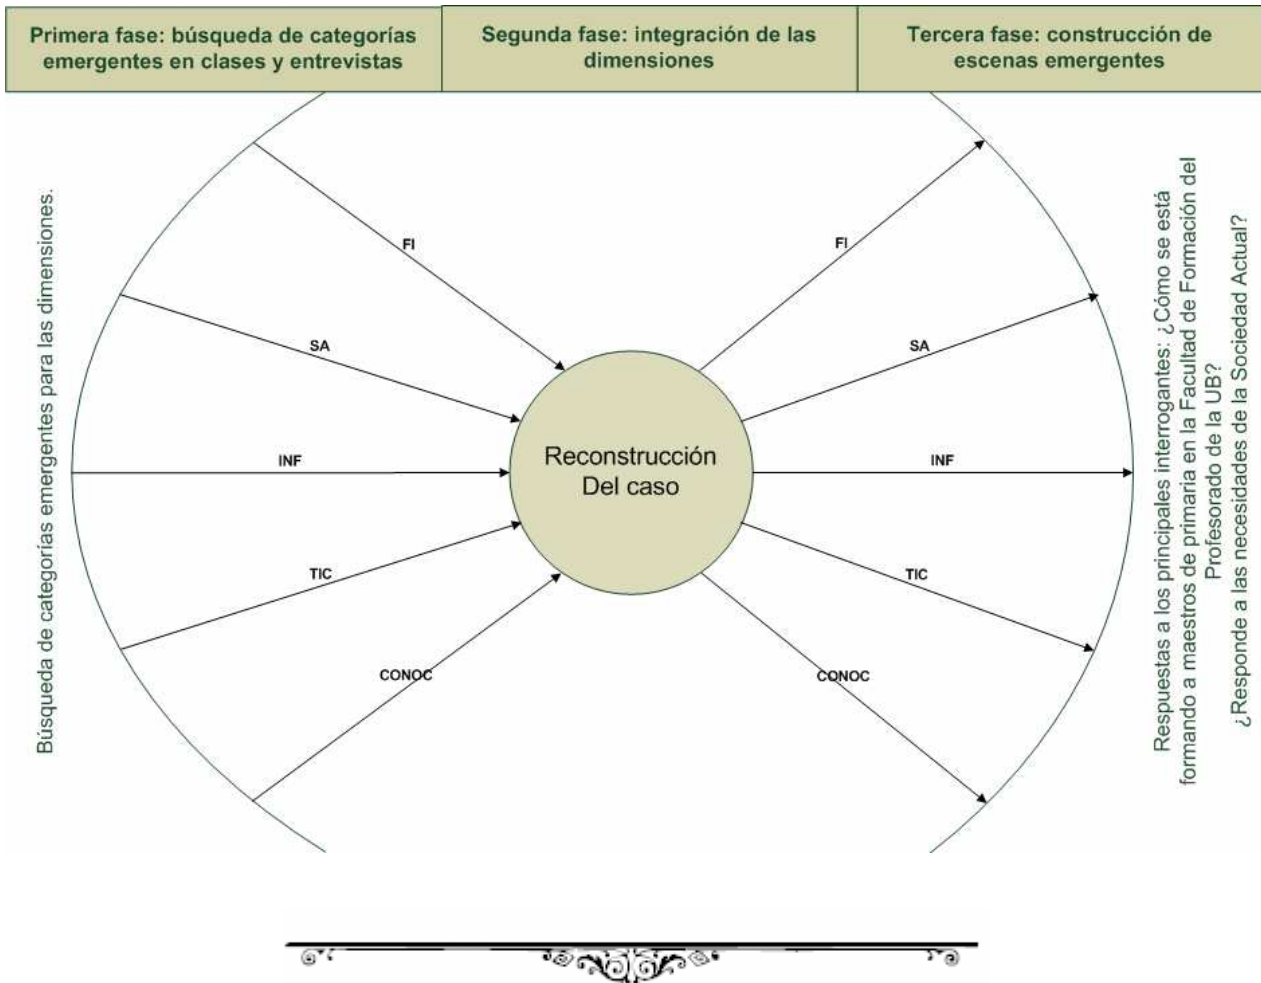 Primera fase: búsqueda de categorías
emergentes en clases y entrevistas
Segunda fase: integración de las
dimensiones
Tercera fase: construcción de
escenas emergentes
Búsqueda de categorías emergentes para las dimensiones.
FI
SA
INF
TIC
CONOC
Reconstrucción
Del caso
FI
SA
INF
TIC
CONOC
Respuestas a los principales interrogantes: ¿Cómo se está
formando a maestros de primaria en la Facultad de Formación del
Profesorado de la UB?
¿Responde a las necesidades de la Sociedad Actual?